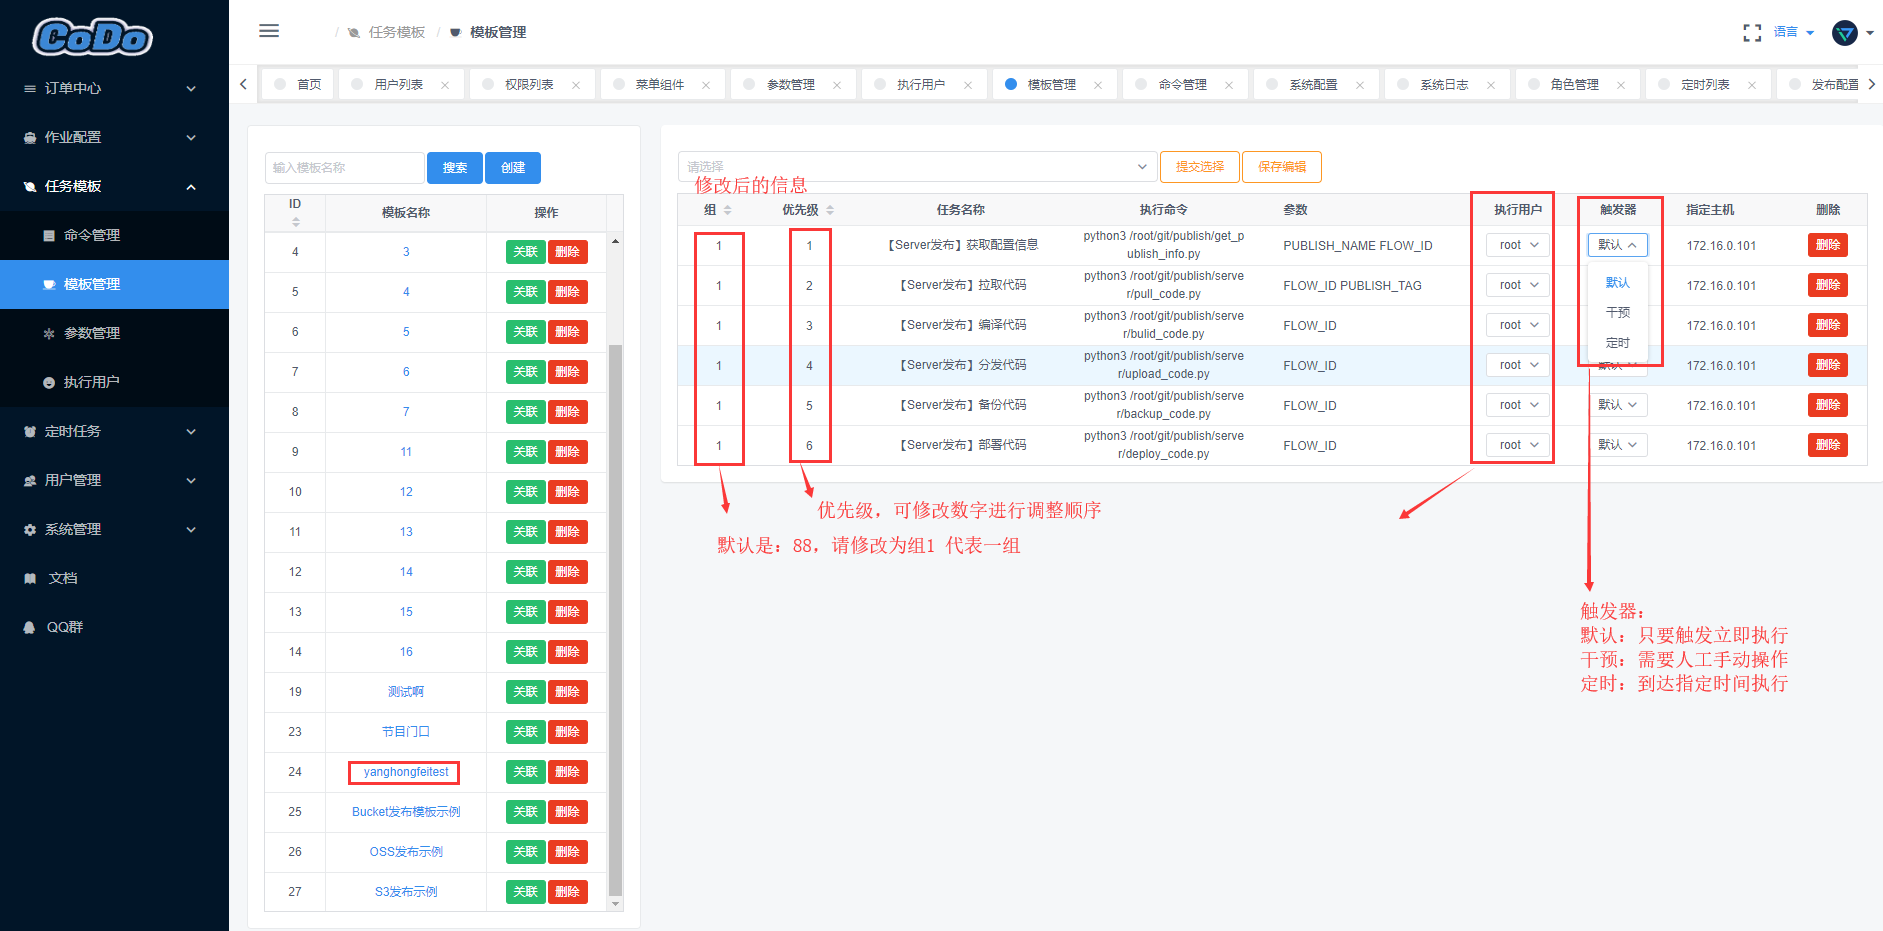 CoDo
订单中心
作业配置
任务模板
命令管理
模板管理
参数管理
执行用户
定时任务
用户管理
系统管理
文档
QQ群
/ 任务模板 / 模板管理
语言
首页 用户列表 权限列表 菜单组件 参数管理 执行用户 模板管理 命令管理 系统配置 系统日志 角色管理 定时列表 发布配置
输入模板名称 搜索 创建
ID 模板名称 操作
4 3 关联 删除
5 4 关联 删除
6 5 关联 删除
7 6 关联 删除
8 7 关联 删除
9 11 关联 删除
10 12 关联 删除
11 13 关联 删除
12 14 关联 删除
13 15 关联 删除
14 16 关联 删除
19 测试啊 关联 删除
23 节目门口 关联 删除
24 yanghongfeitest 关联 删除
25 Bucket发布模板示例 关联 删除
26 OSS发布示例 关联 删除
27 S3发布示例 关联 删除
请选择 提交选择 保存编辑
修改后的信息
组 优先级 任务名称 执行命令 参数 执行用户 触发器 指定主机 删除
1 1 【Server发布】获取配置信息 python3 /root/git/publish/get_p PUBLISH_NAME FLOW_ID root 默认 172.16.0.101 删除
ublish_info.py
1 2 【Server发布】拉取代码 python3 /root/git/publish/serve FLOW_ID PUBLISH_TAG root 172.16.0.101 删除
r/pull_code.py
1 3 【Server发布】编译代码 python3 /root/git/publish/serve FLOW_ID root 172.16.0.101 删除
r/bulid_code.py
1 4 【Server发布】分发代码 python3 /root/git/publish/serve FLOW_ID root 默认 172.16.0.101 删除
r/upload_code.py
1 5 【Server发布】备份代码 python3 /root/git/publish/serve FLOW_ID root 默认 172.16.0.101 删除
r/backup_code.py
1 6 【Server发布】部署代码 python3 /root/git/publish/serve FLOW_ID root 默认 172.16.0.101 删除
r/deploy_code.py
默认
干预
定时
优先级，可修改数字进行调整顺序
默认是：88，请修改为组1 代表一组
触发器：
默认：只要触发立即执行
干预：需要人工手动操作
定时：到达指定时间执行